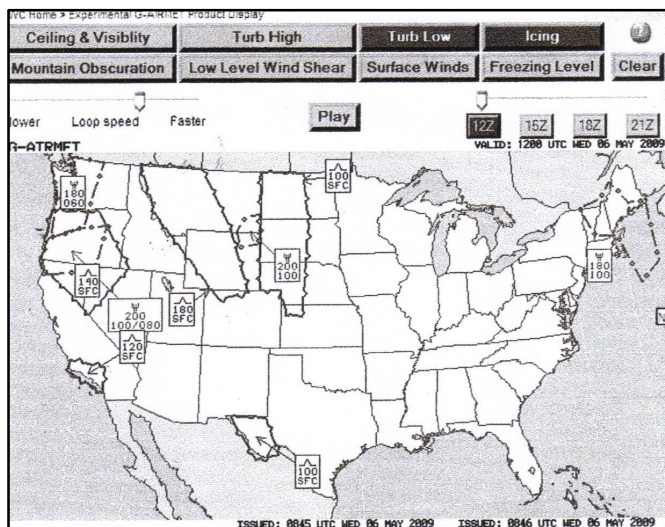 WC Home > Experimental G-AIRMET Product Display
Ceiling & Visiblity Turb High Turb Low Icing
Mountain Obscuration Low Level Wind Shear Surface Winds Freezing Level Clear
lower Loop speed Faster Play 12Z 15Z 18Z 21Z
G-AIRMET VALID: 1200 UTC WED 06 MAY 2009
100
SFC
180
060
200
100
180
100
140
SFC
200
100/080
180
SFC
120
SFC
100
SFC
ISSUED: 0845 UTC WED 06 MAY 2009 ISSUED: 0846 UTC WED 06 MAY 2009